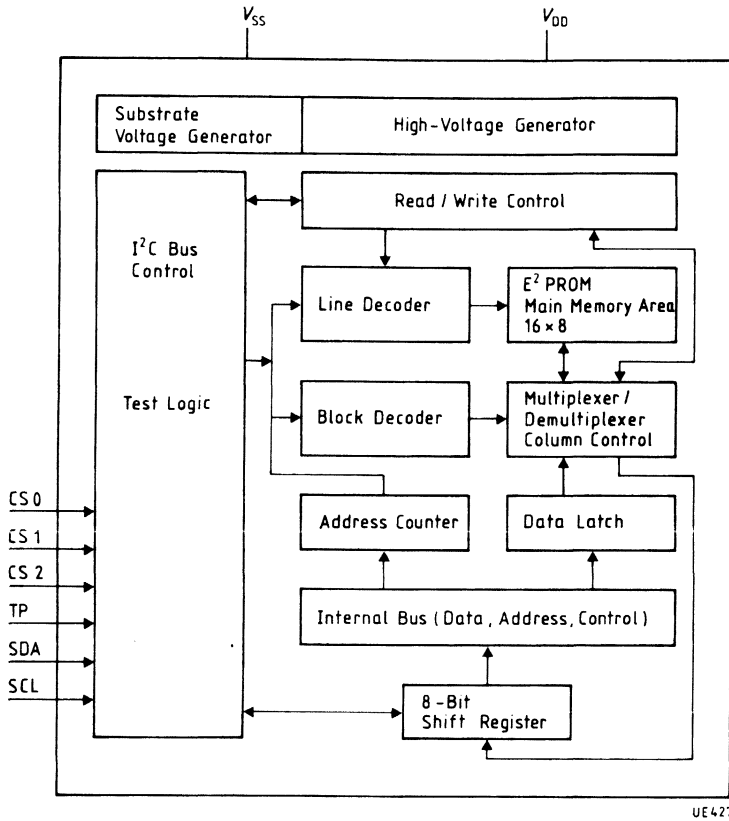 V_SS
V_DD
Substrate
Voltage Generator
High-Voltage Generator
Read / Write Control
I²C Bus
Control
Line Decoder
E² PROM
Main Memory Area
16 × 8
Test Logic
Block Decoder
Multiplexer /
Demultiplexer
Column Control
CS 0
CS 1
CS 2
TP
SDA
SCL
Address Counter
Data Latch
Internal Bus ( Data , Address, Control )
8 - Bit
Shift Register